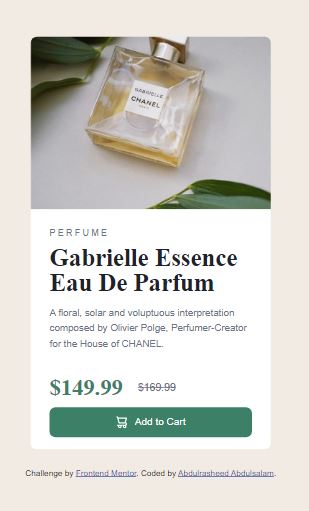 GABRIELLE
CHANEL
PARIS
PERFUME
Gabrielle Essence
Eau De Parfum
A floral, solar and voluptuous interpretation
composed by Olivier Polge, Perfumer-Creator
for the House of CHANEL.
$149.99 $169.99
Add to Cart
Challenge by Frontend Mentor. Coded by Abdulrasheed Abdulsalam.